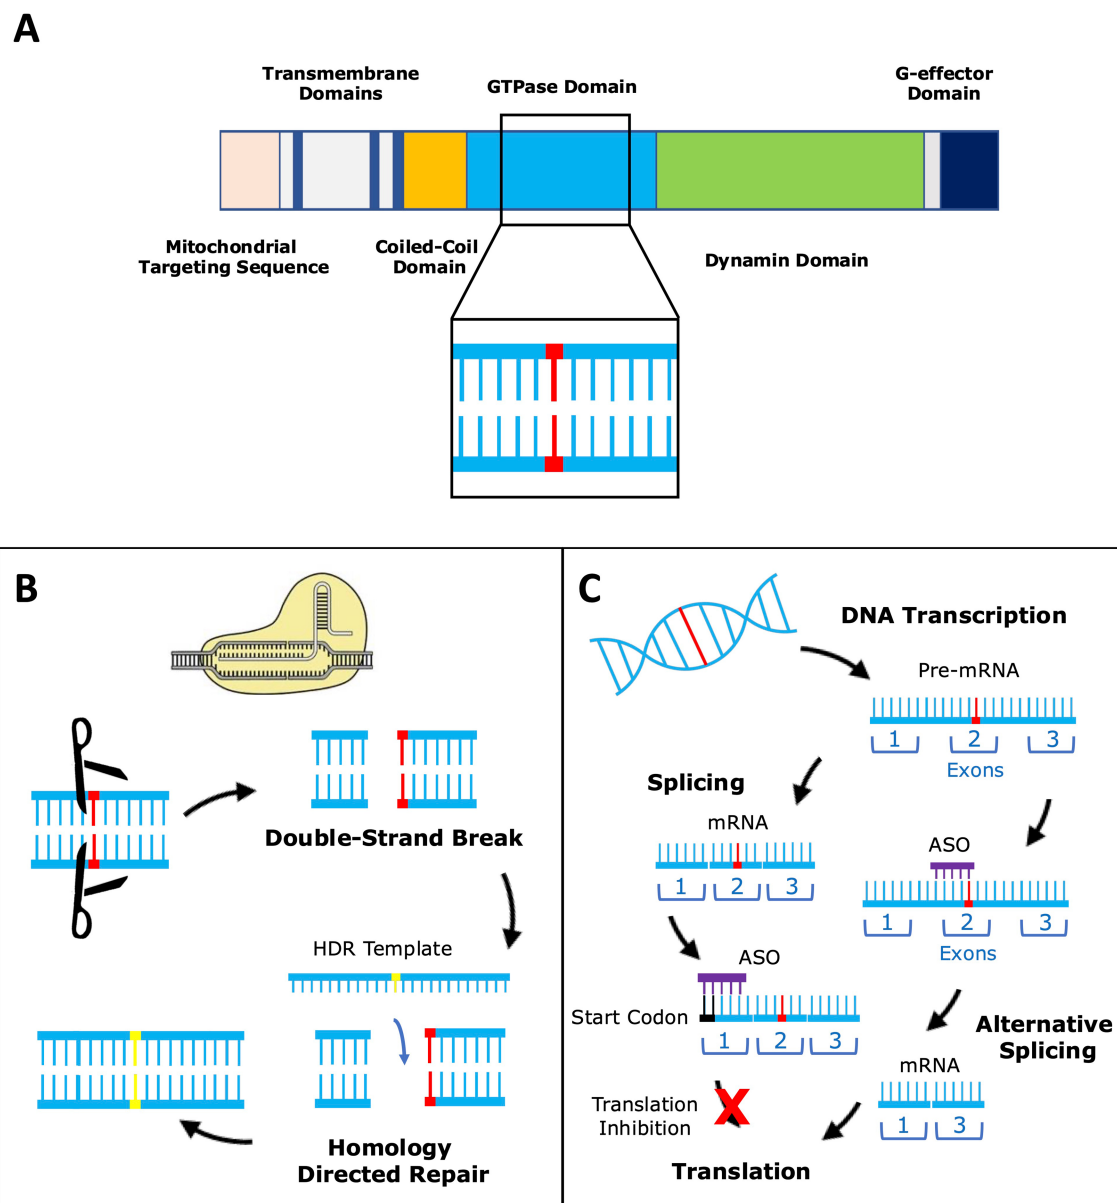 A
Transmembrane
Domains
GTPase Domain
G-effector
Domain
Mitochondrial
Targeting Sequence
Coiled-Coil
Domain
Dynamin Domain
B
Double-Strand Break
HDR Template
Homology
Directed Repair
C
DNA Transcription
Pre-mRNA
1 2 3
Exons
Splicing
mRNA
1 2 3
ASO
1 2 3
Exons
ASO
Start Codon
1 2 3
Alternative
Splicing
mRNA
1 3
Translation
Inhibition
X
Translation